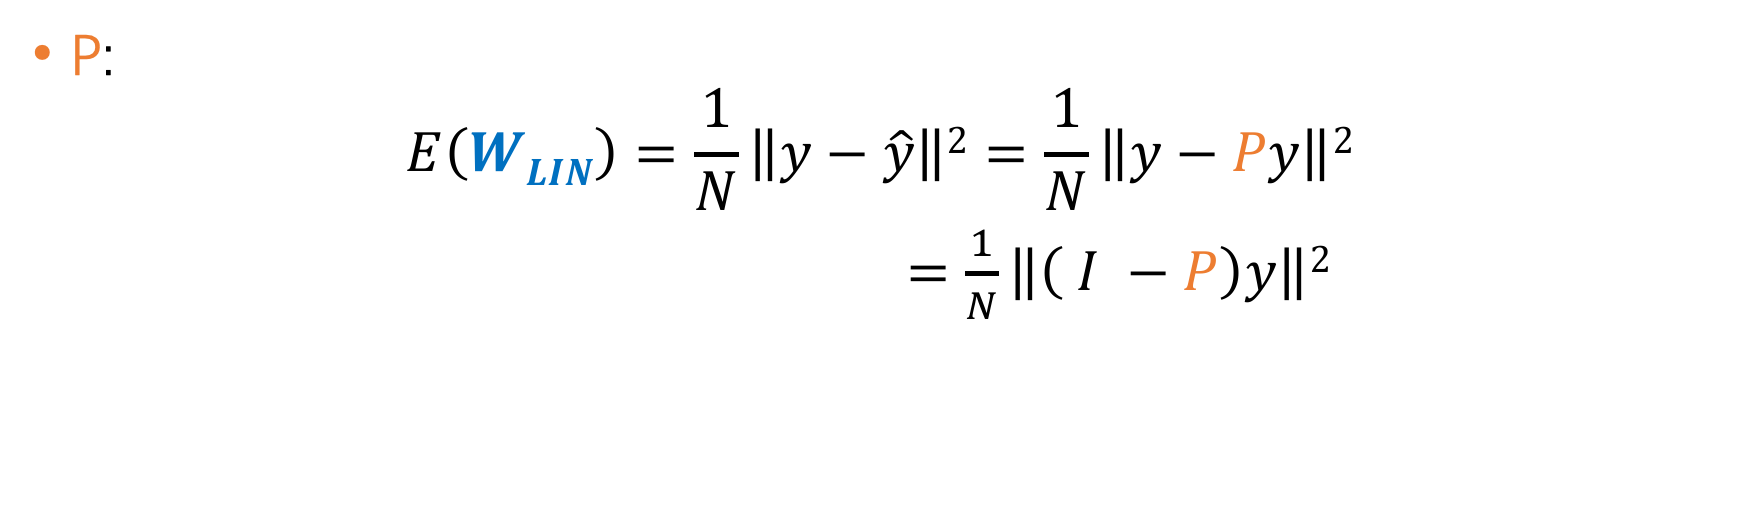 • P:
E(W_LIN) = 1/N ‖y − ŷ‖² = 1/N ‖y − Py‖²
= 1/N ‖( I − P)y‖²